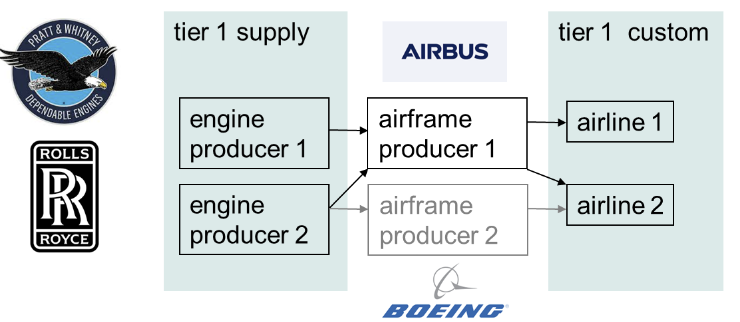 PRATT & WHITNEY
DEPENDABLE ENGINES
ROLLS
RR
ROYCE
tier 1 supply
AIRBUS
tier 1 custom
engine
producer 1
airframe
producer 1
airline 1
engine
producer 2
airframe
producer 2
airline 2
BOEING